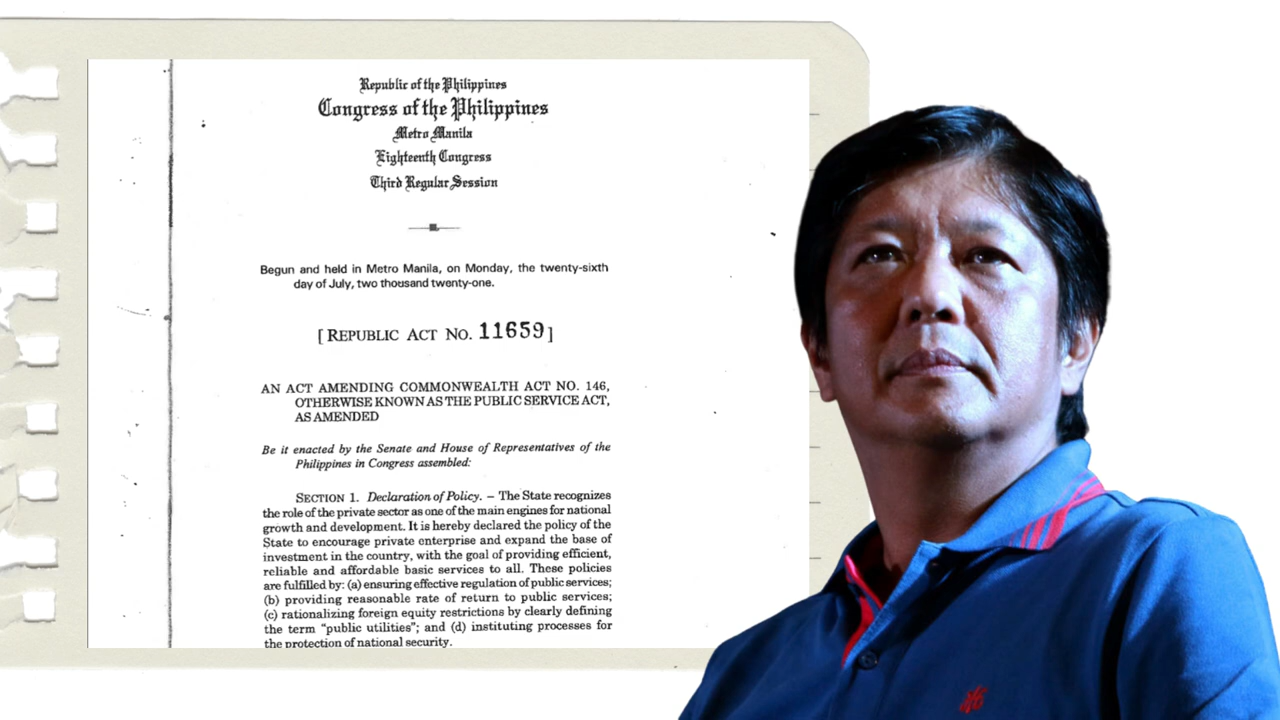 Republic of the Philippines
Congress of the Philippines
Metro Manila
Eighteenth Congress
Third Regular Session
Begun and held in Metro Manila, on Monday, the twenty-sixth
day of July, two thousand twenty-one.
[ REPUBLIC ACT NO. 11659 ]
AN ACT AMENDING COMMONWEALTH ACT NO. 146,
OTHERWISE KNOWN AS THE PUBLIC SERVICE ACT,
AS AMENDED
Be it enacted by the Senate and House of Representatives of the
Philippines in Congress assembled:
SECTION 1. Declaration of Policy. – The State recognizes
the role of the private sector as one of the main engines for national
growth and development. It is hereby declared the policy of the
State to encourage private enterprise and expand the base of
investment in the country, with the goal of providing efficient,
reliable and affordable basic services to all. These policies
are fulfilled by: (a) ensuring effective regulation of public services;
(b) providing reasonable rate of return to public services;
(c) rationalizing foreign equity restrictions by clearly defining
the term “public utilities”; and (d) instituting processes for
the protection of national security.